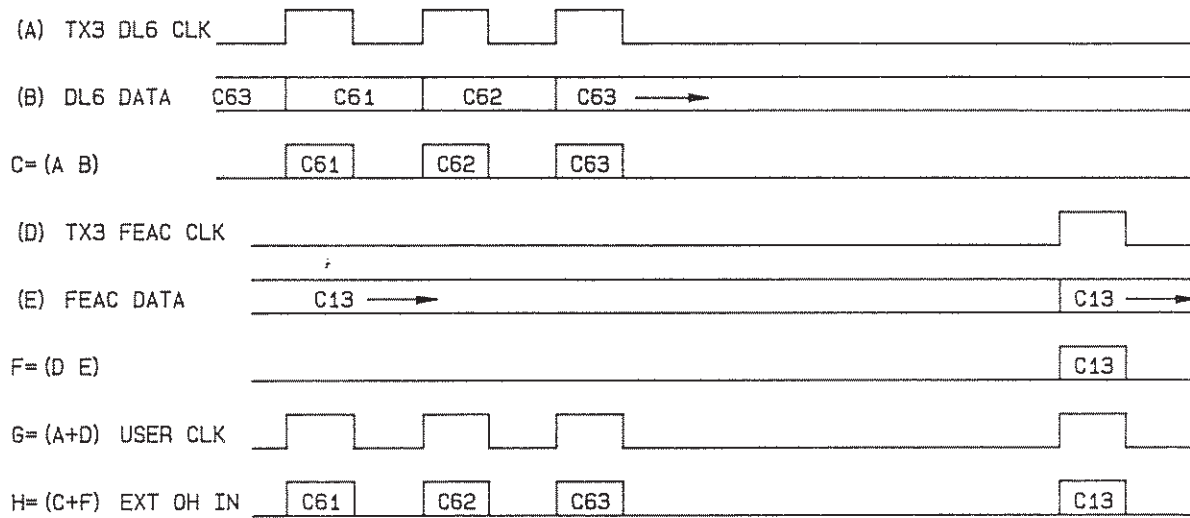 (A) TX3 DL6 CLK
(B) DL6 DATA C63 C61 C62 C63
C=(A B) C61 C62 C63
(D) TX3 FEAC CLK
(E) FEAC DATA C13 C13
F=(D E) C13
G=(A+D) USER CLK
H=(C+F) EXT OH IN C61 C62 C63 C13